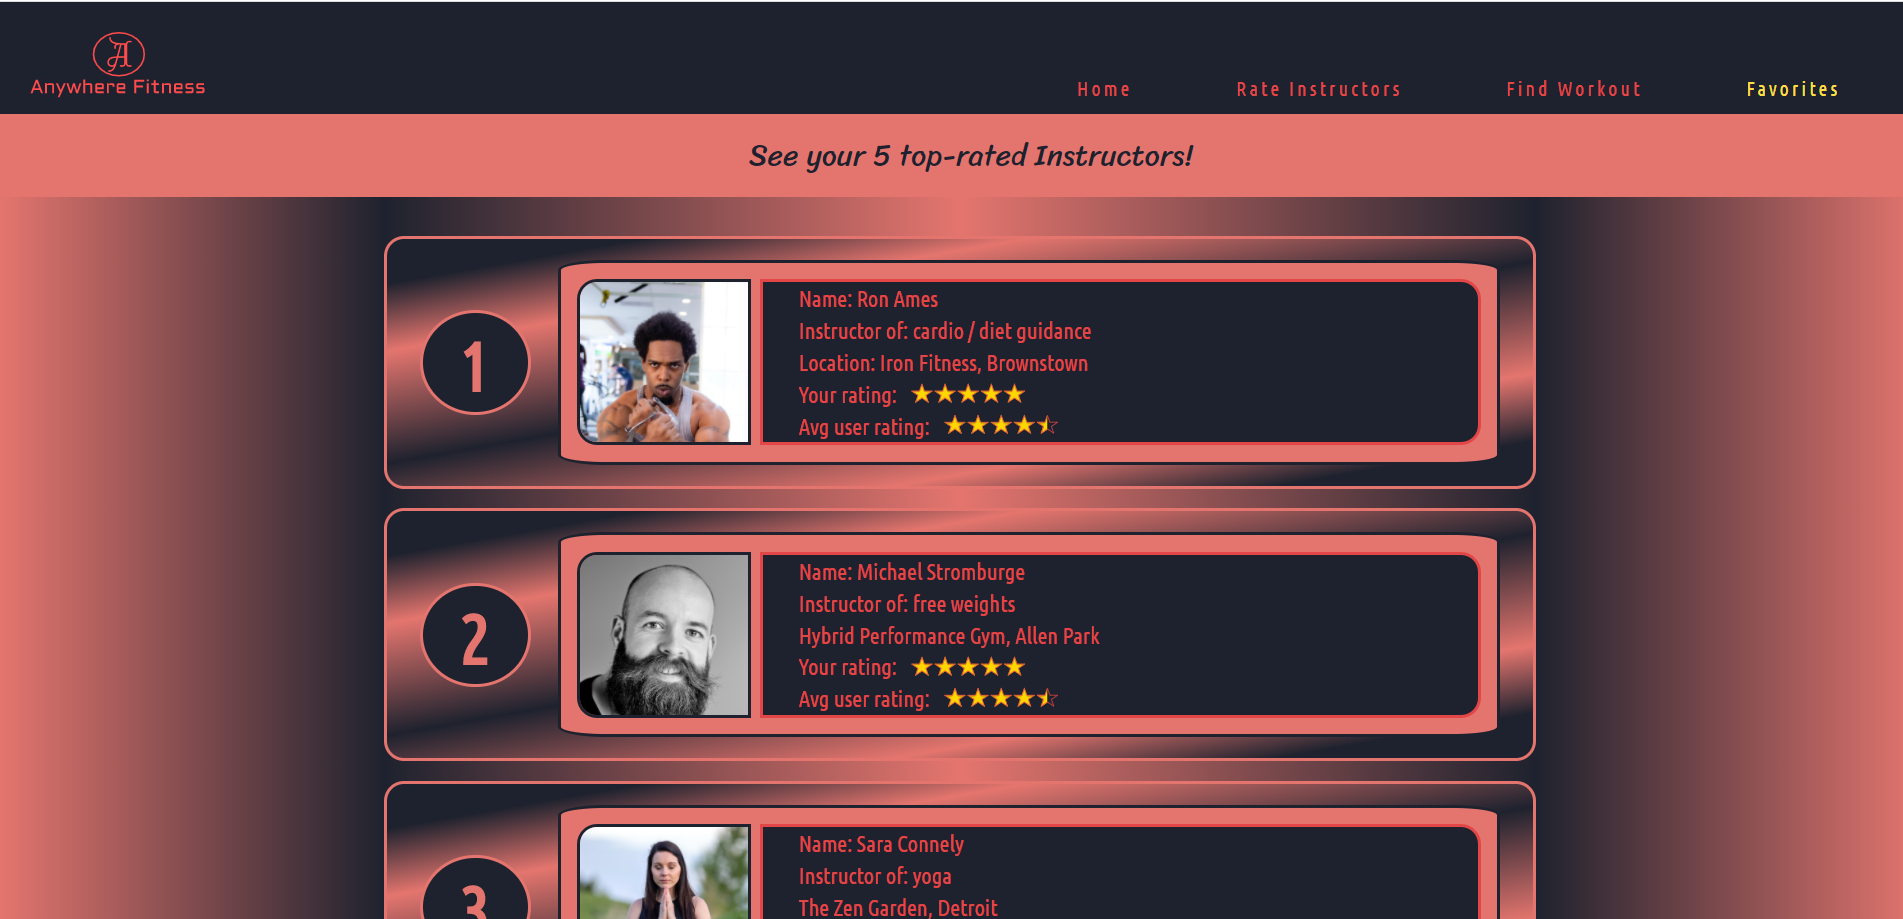 A
Anywhere Fitness
Home Rate Instructors Find Workout Favorites
See your 5 top-rated Instructors!
1
Name: Ron Ames
Instructor of: cardio / diet guidance
Location: Iron Fitness, Brownstown
Your rating:
Avg user rating:
2
Name: Michael Stromburge
Instructor of: free weights
Hybrid Performance Gym, Allen Park
Your rating:
Avg user rating:
3
Name: Sara Connely
Instructor of: yoga
The Zen Garden, Detroit